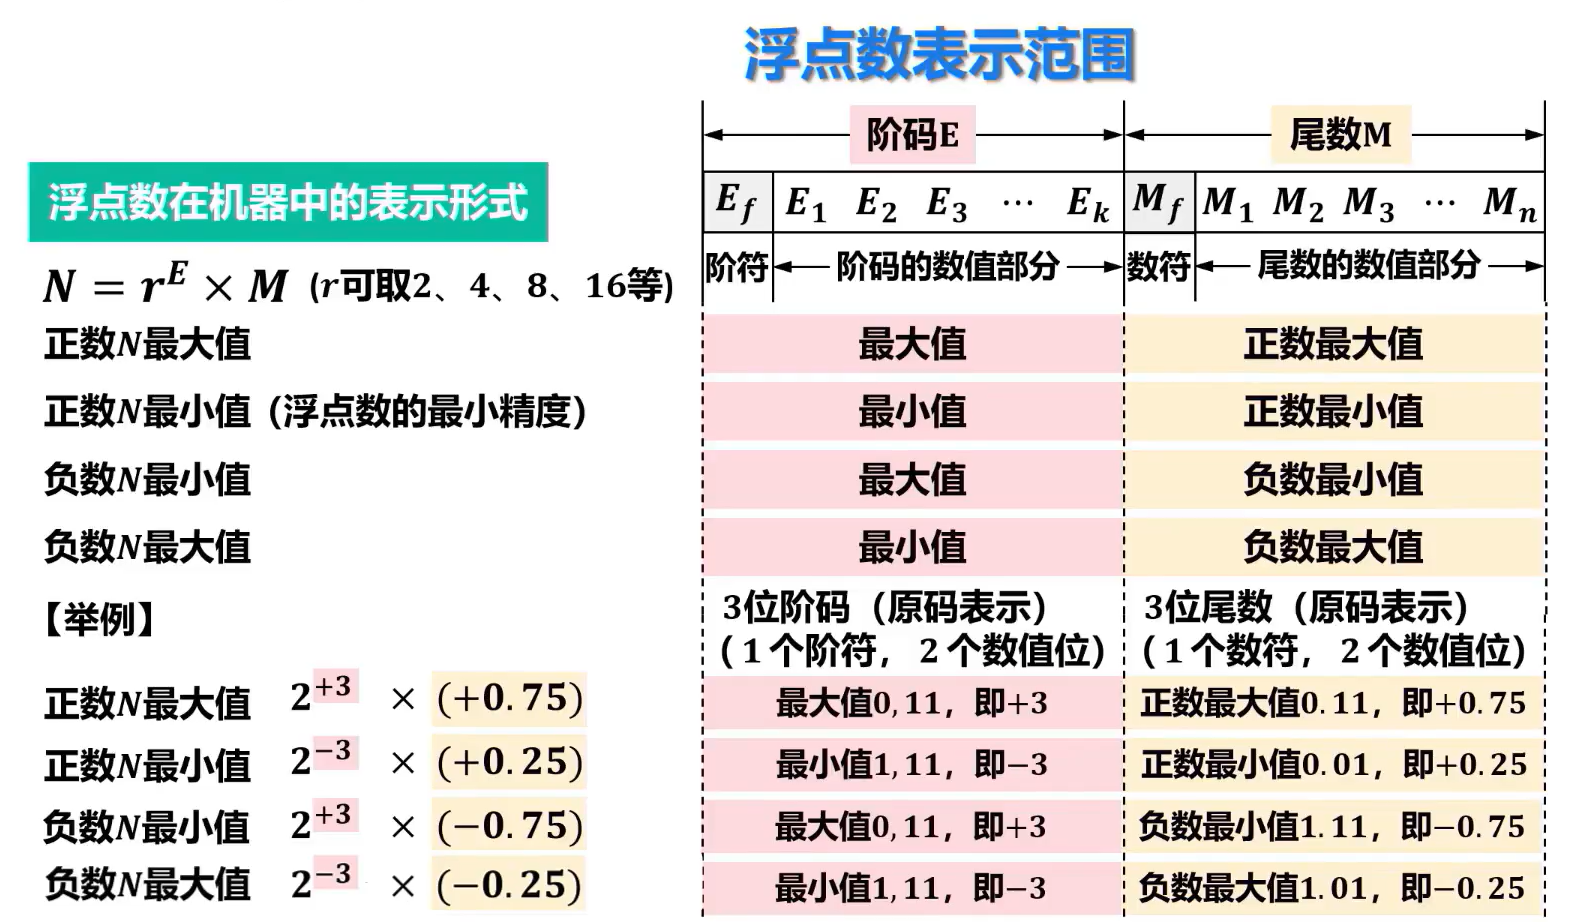 浮点数表示范围
阶码E 尾数M
浮点数在机器中的表示形式
E_f E_1 E_2 E_3 ⋯ E_k M_f M_1 M_2 M_3 ⋯ M_n
阶符 阶码的数值部分 数符 尾数的数值部分
N = r^E × M (r可取2、4、8、16等)
正数N最大值 最大值 正数最大值
正数N最小值（浮点数的最小精度） 最小值 正数最小值
负数N最小值 最大值 负数最小值
负数N最大值 最小值 负数最大值
【举例】
3位阶码（原码表示） 3位尾数（原码表示）
（1个阶符，2个数值位） （1个数符，2个数值位）
正数N最大值 2^{+3} × (+0.75) 最大值0,11，即+3 正数最大值0.11，即+0.75
正数N最小值 2^{−3} × (+0.25) 最小值1,11，即−3 正数最小值0.01，即+0.25
负数N最小值 2^{+3} × (−0.75) 最大值0,11，即+3 负数最小值1.11，即−0.75
负数N最大值 2^{−3} × (−0.25) 最小值1,11，即−3 负数最大值1.01，即−0.25